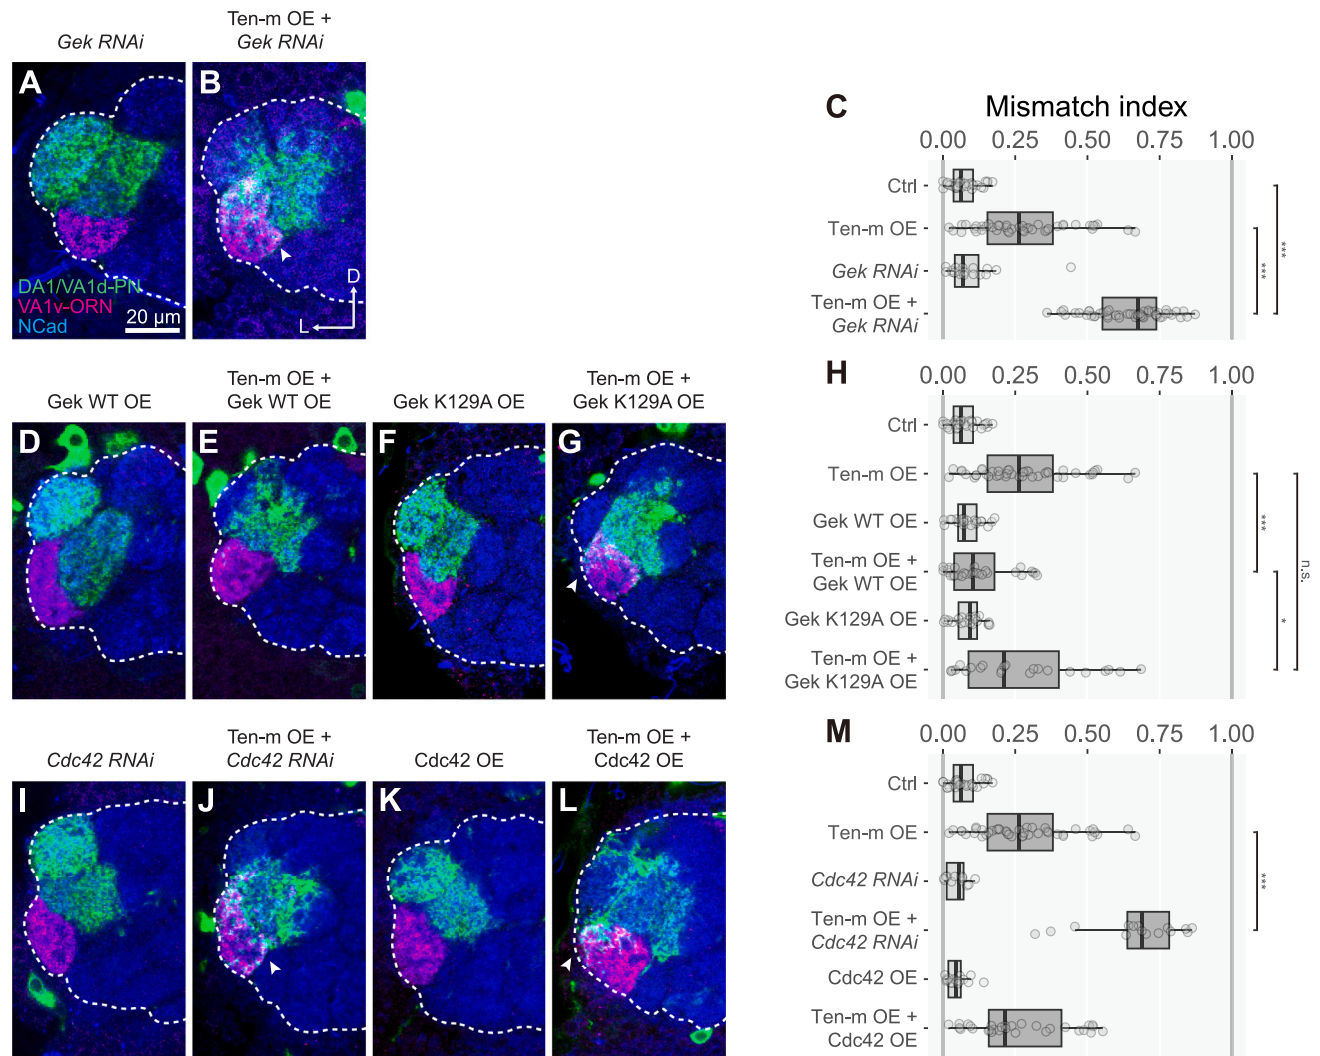 Gek RNAi
Ten-m OE +
Gek RNAi
A
B
DA1/VA1d-PN
VA1v-ORN
NCad
20 μm
D
L
C
Mismatch index
0.00 0.25 0.50 0.75 1.00
Ctrl
Ten-m OE
Gek RNAi
Ten-m OE +
Gek RNAi
***
***
Gek WT OE
Ten-m OE +
Gek WT OE
Gek K129A OE
Ten-m OE +
Gek K129A OE
D
E
F
G
H
0.00 0.25 0.50 0.75 1.00
Ctrl
Ten-m OE
Gek WT OE
Ten-m OE +
Gek WT OE
Gek K129A OE
Ten-m OE +
Gek K129A OE
***
*
n.s.
Cdc42 RNAi
Ten-m OE +
Cdc42 RNAi
Cdc42 OE
Ten-m OE +
Cdc42 OE
I
J
K
L
M
0.00 0.25 0.50 0.75 1.00
Ctrl
Ten-m OE
Cdc42 RNAi
Ten-m OE +
Cdc42 RNAi
Cdc42 OE
Ten-m OE +
Cdc42 OE
***